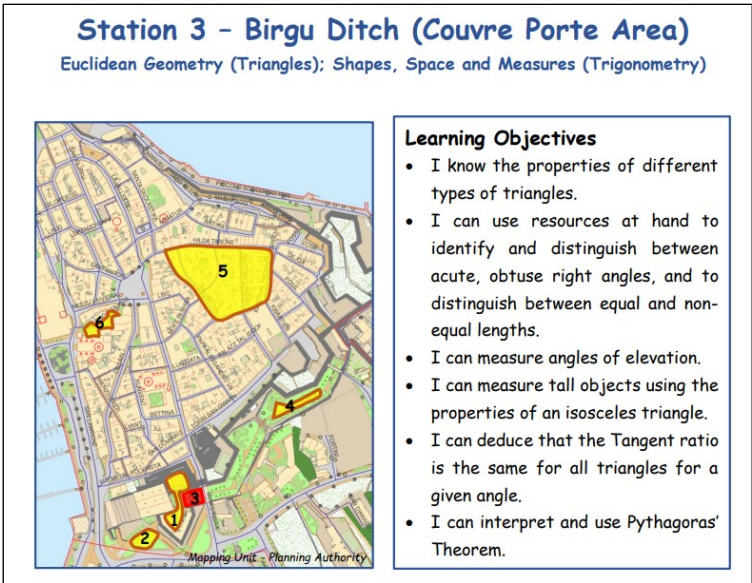 Station 3 – Birgu Ditch (Couvre Porte Area)
Euclidean Geometry (Triangles); Shapes, Space and Measures (Trigonometry)
HILDA TABONE
5
6
4
BETTINA
3
1
2
Mapping Unit - Planning Authority
Learning Objectives
• I know the properties of different
types of triangles.
• I can use resources at hand to
identify and distinguish between
acute, obtuse right angles, and to
distinguish between equal and non-
equal lengths.
• I can measure angles of elevation.
• I can measure tall objects using the
properties of an isosceles triangle.
• I can deduce that the Tangent ratio
is the same for all triangles for a
given angle.
• I can interpret and use Pythagoras’
Theorem.